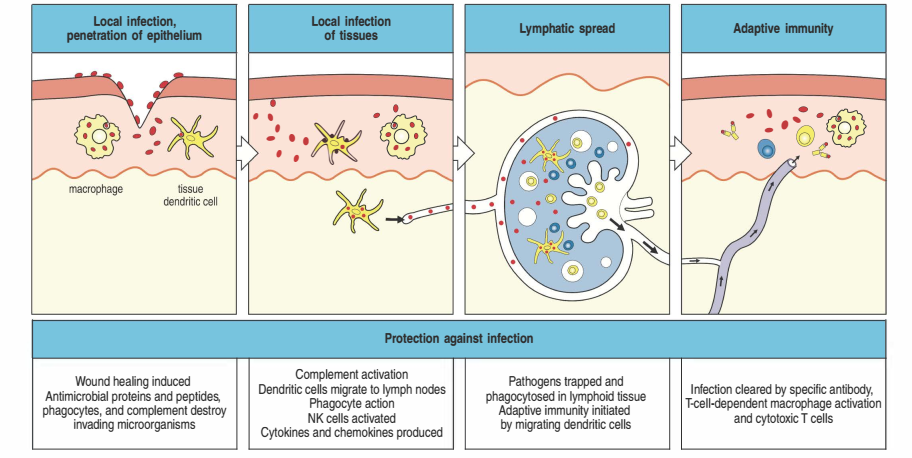 Local infection,
penetration of epithelium
Local infection
of tissues
Lymphatic spread
Adaptive immunity
macrophage
tissue
dendritic cell
Protection against infection
Wound healing induced
Antimicrobial proteins and peptides,
phagocytes, and complement destroy
invading microorganisms
Complement activation
Dendritic cells migrate to lymph nodes
Phagocyte action
NK cells activated
Cytokines and chemokines produced
Pathogens trapped and
phagocytosed in lymphoid tissue
Adaptive immunity initiated
by migrating dendritic cells
Infection cleared by specific antibody,
T-cell-dependent macrophage activation
and cytotoxic T cells